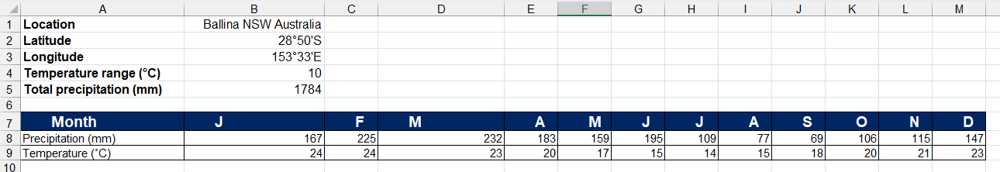 A B C D E F G H I J K L M
1 Location Ballina NSW Australia
2 Latitude 28°50'S
3 Longitude 153°33'E
4 Temperature range (°C) 10
5 Total precipitation (mm) 1784
6
7 Month J F M A M J J A S O N D
8 Precipitation (mm) 167 225 232 183 159 195 109 77 69 106 115 147
9 Temperature (°C) 24 24 23 20 17 15 14 15 18 20 21 23
10